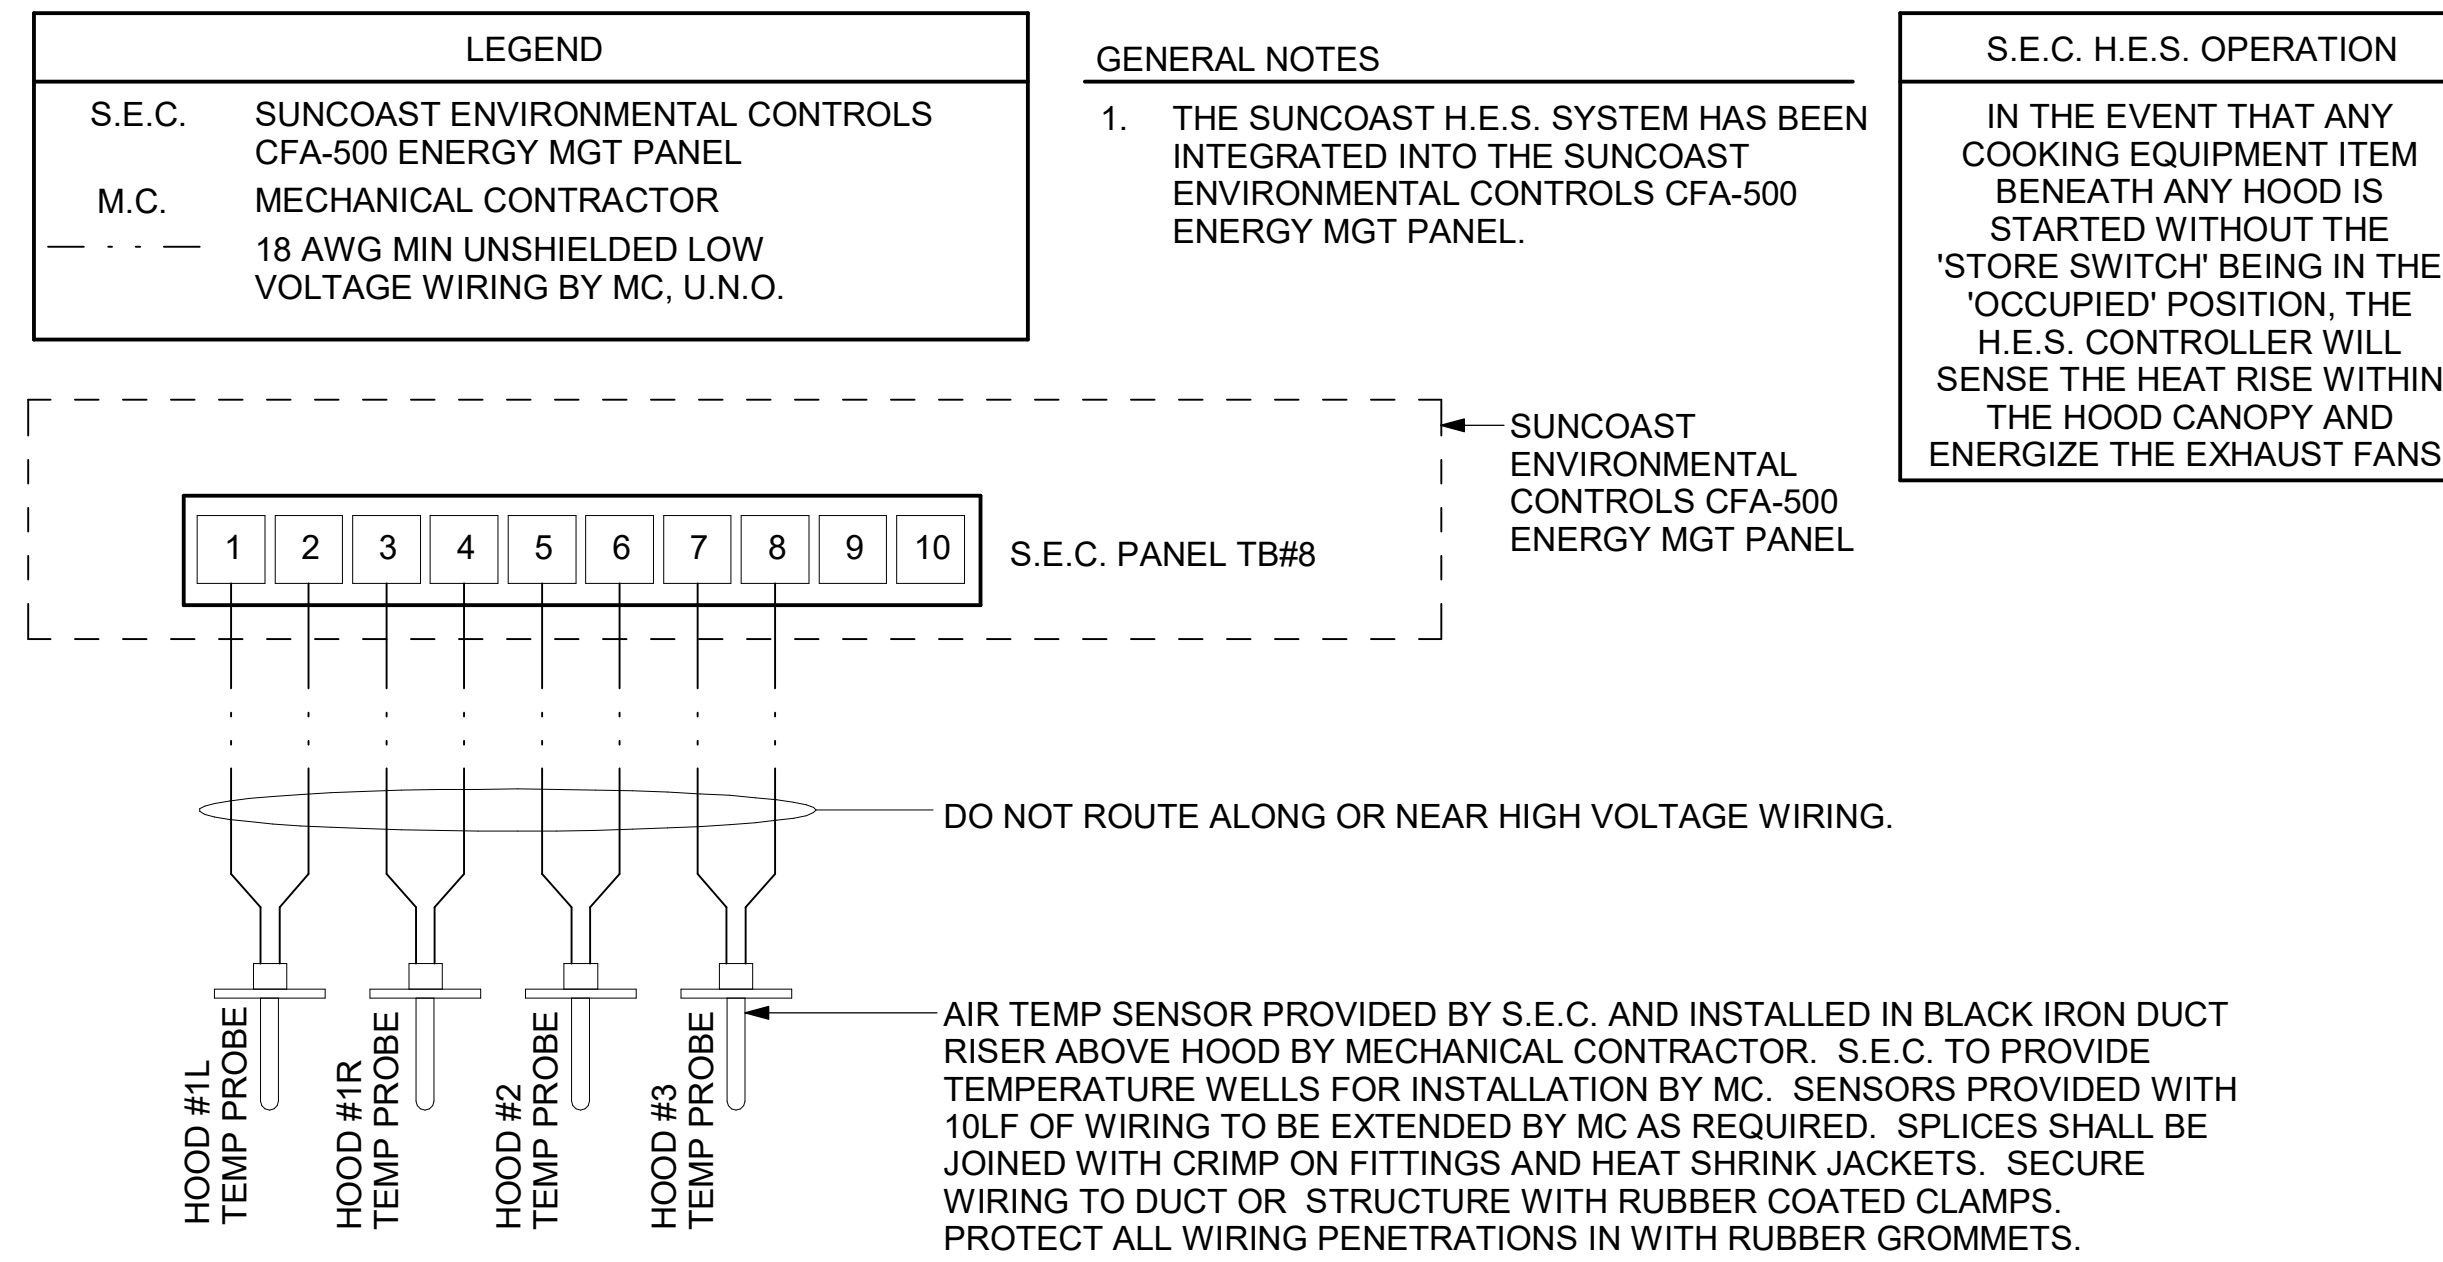 LEGEND
S.E.C. SUNCOAST ENVIRONMENTAL CONTROLS
CFA-500 ENERGY MGT PANEL
M.C. MECHANICAL CONTRACTOR
18 AWG MIN UNSHIELDED LOW
VOLTAGE WIRING BY MC, U.N.O.
GENERAL NOTES
1. THE SUNCOAST H.E.S. SYSTEM HAS BEEN
INTEGRATED INTO THE SUNCOAST
ENVIRONMENTAL CONTROLS CFA-500
ENERGY MGT PANEL.
S.E.C. H.E.S. OPERATION
IN THE EVENT THAT ANY
COOKING EQUIPMENT ITEM
BENEATH ANY HOOD IS
STARTED WITHOUT THE
'STORE SWITCH' BEING IN THE
'OCCUPIED' POSITION, THE
H.E.S. CONTROLLER WILL
SENSE THE HEAT RISE WITHIN
THE HOOD CANOPY AND
ENERGIZE THE EXHAUST FANS
SUNCOAST
ENVIRONMENTAL
CONTROLS CFA-500
ENERGY MGT PANEL
1 2 3 4 5 6 7 8 9 10
S.E.C. PANEL TB#8
DO NOT ROUTE ALONG OR NEAR HIGH VOLTAGE WIRING.
HOOD #1L
TEMP PROBE
HOOD #1R
TEMP PROBE
HOOD #2
TEMP PROBE
HOOD #3
TEMP PROBE
AIR TEMP SENSOR PROVIDED BY S.E.C. AND INSTALLED IN BLACK IRON DUCT
RISER ABOVE HOOD BY MECHANICAL CONTRACTOR. S.E.C. TO PROVIDE
TEMPERATURE WELLS FOR INSTALLATION BY MC. SENSORS PROVIDED WITH
10LF OF WIRING TO BE EXTENDED BY MC AS REQUIRED. SPLICES SHALL BE
JOINED WITH CRIMP ON FITTINGS AND HEAT SHRINK JACKETS. SECURE
WIRING TO DUCT OR STRUCTURE WITH RUBBER COATED CLAMPS.
PROTECT ALL WIRING PENETRATIONS IN WITH RUBBER GROMMETS.